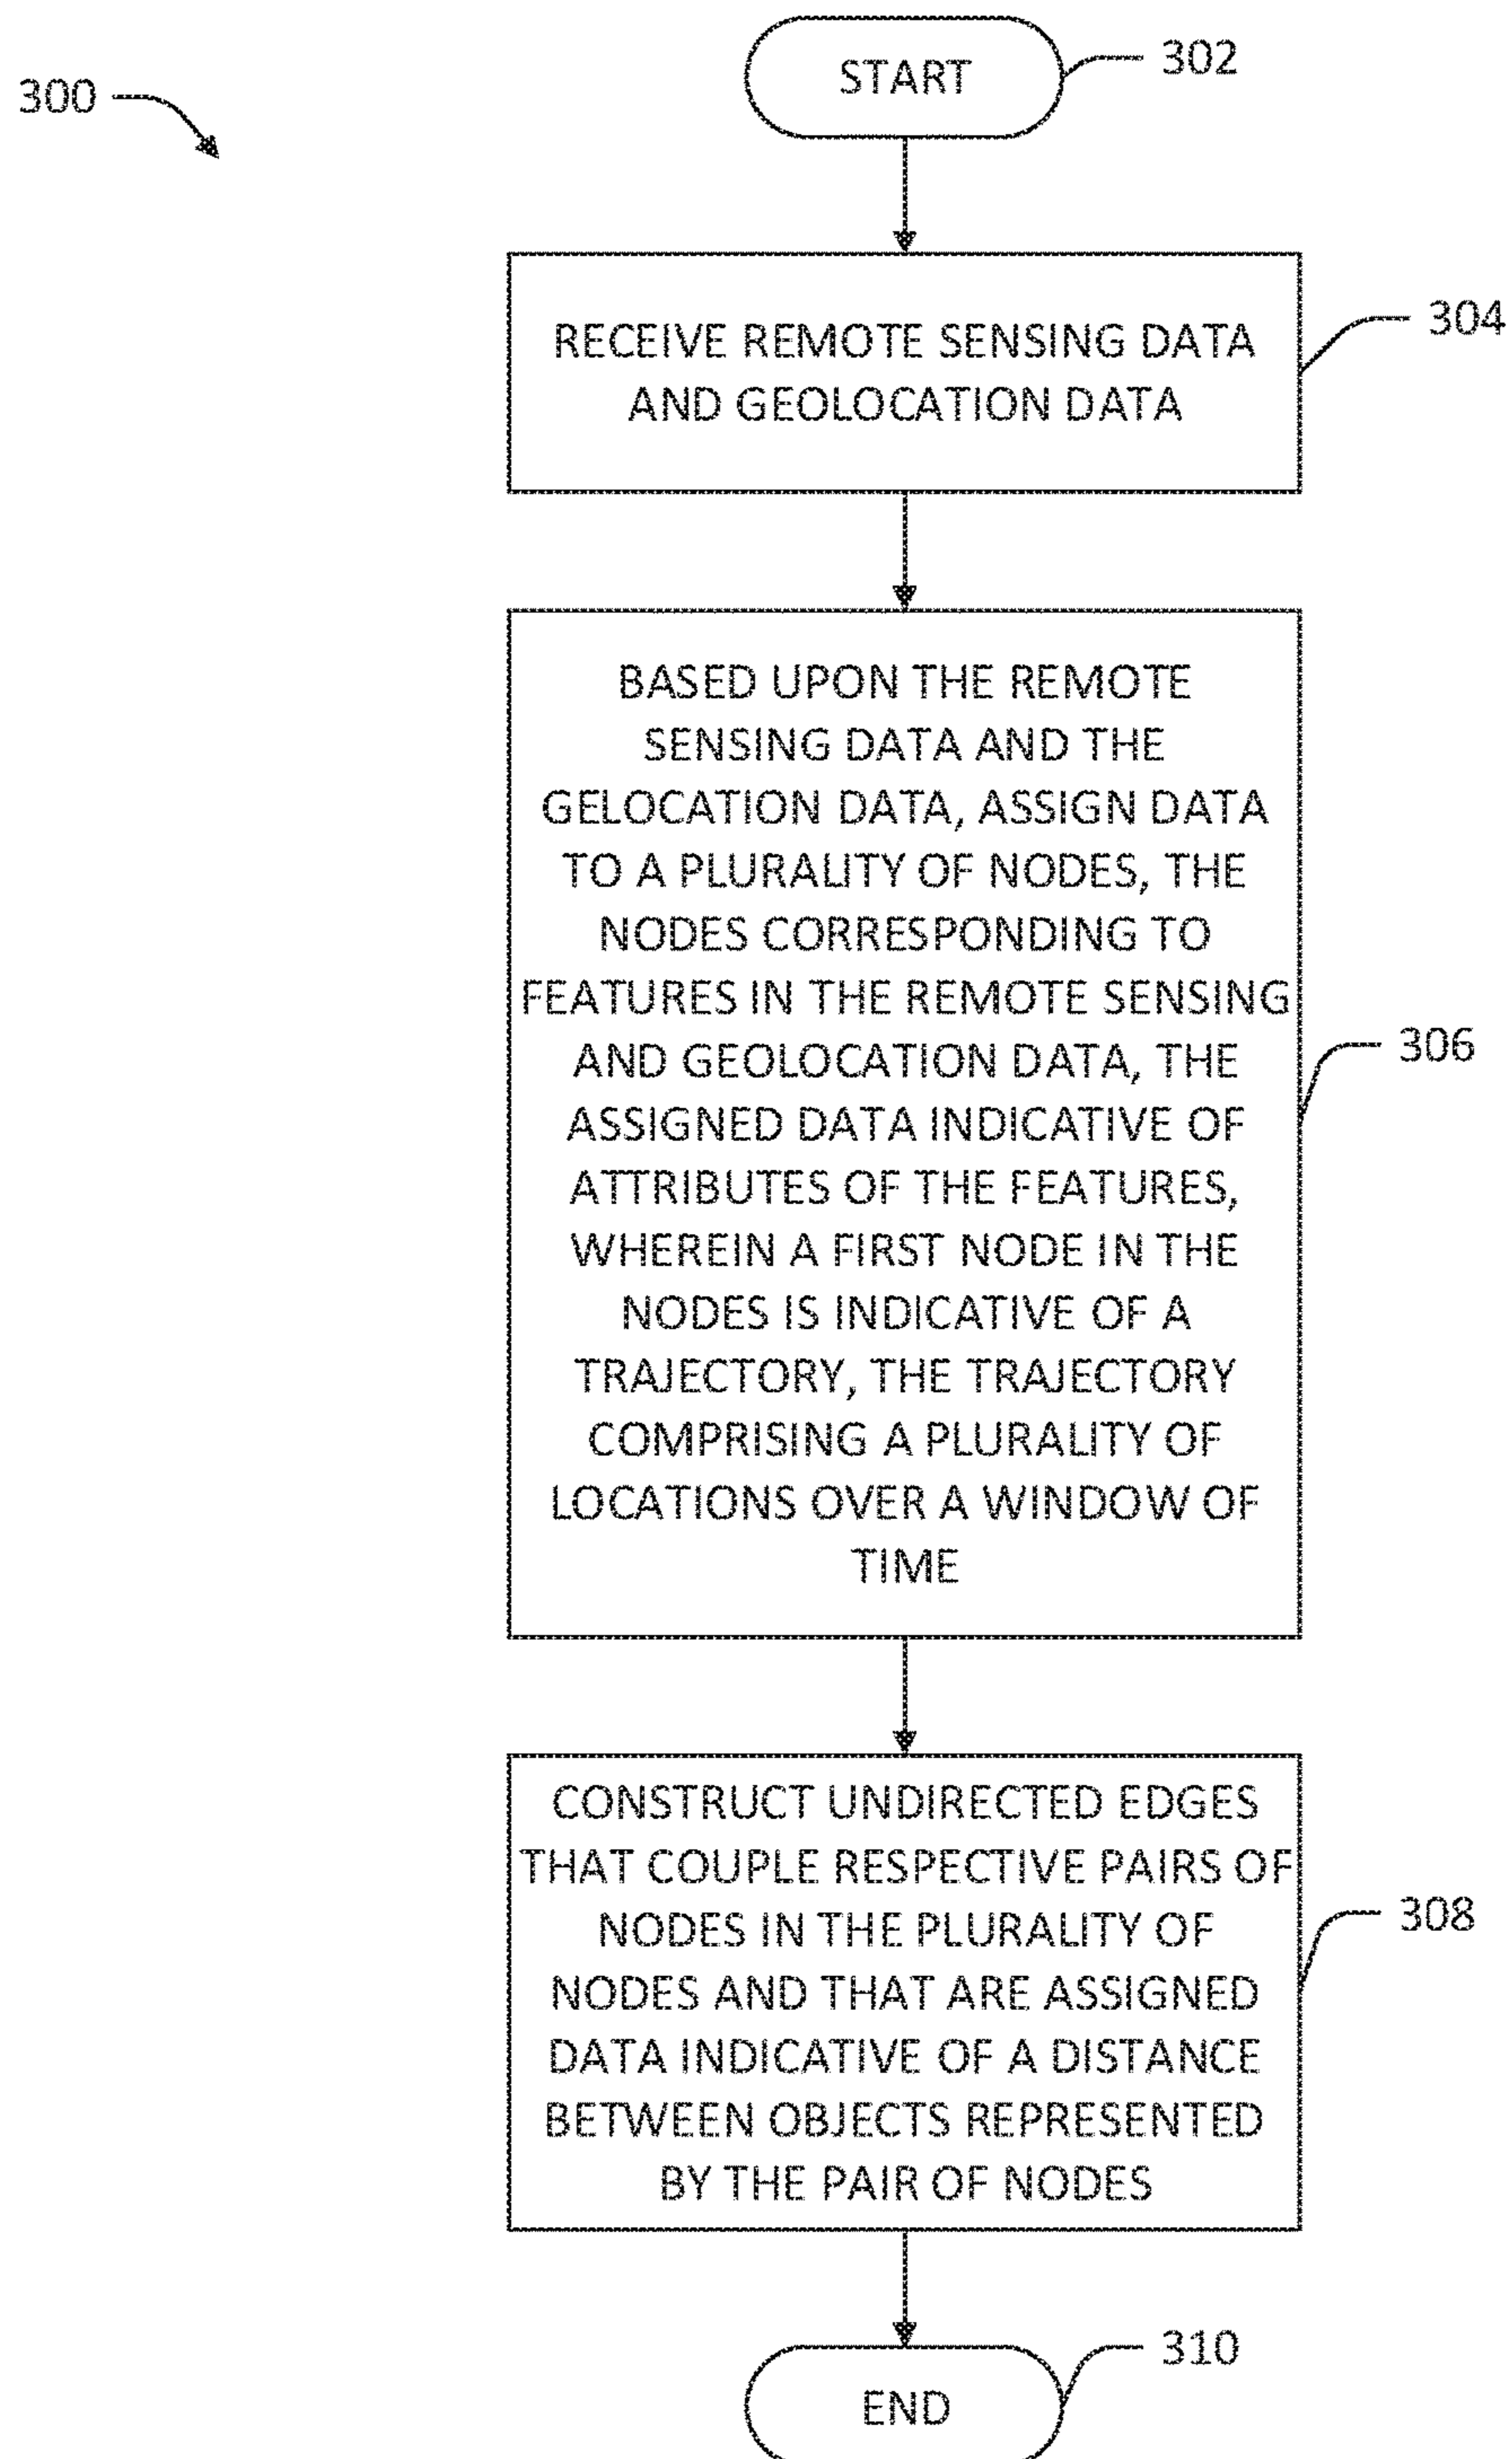 300
START
302
RECEIVE REMOTE SENSING DATA
AND GEOLOCATION DATA
304
BASED UPON THE REMOTE
SENSING DATA AND THE
GELOCATION DATA, ASSIGN DATA
TO A PLURALITY OF NODES, THE
NODES CORRESPONDING TO
FEATURES IN THE REMOTE SENSING
AND GEOLOCATION DATA, THE
ASSIGNED DATA INDICATIVE OF
ATTRIBUTES OF THE FEATURES,
WHEREIN A FIRST NODE IN THE
NODES IS INDICATIVE OF A
TRAJECTORY, THE TRAJECTORY
COMPRISING A PLURALITY OF
LOCATIONS OVER A WINDOW OF
TIME
306
CONSTRUCT UNDIRECTED EDGES
THAT COUPLE RESPECTIVE PAIRS OF
NODES IN THE PLURALITY OF
NODES AND THAT ARE ASSIGNED
DATA INDICATIVE OF A DISTANCE
BETWEEN OBJECTS REPRESENTED
BY THE PAIR OF NODES
308
END
310